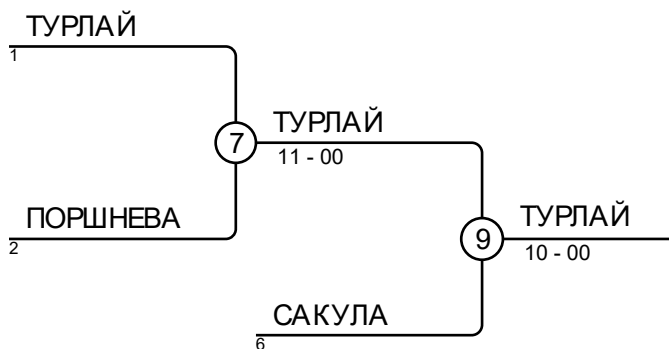 ТУРЛАЙ
1
7
ТУРЛАЙ
11 - 00
ПОРШНЕВА
2
9
ТУРЛАЙ
10 - 00
САКУЛА
6